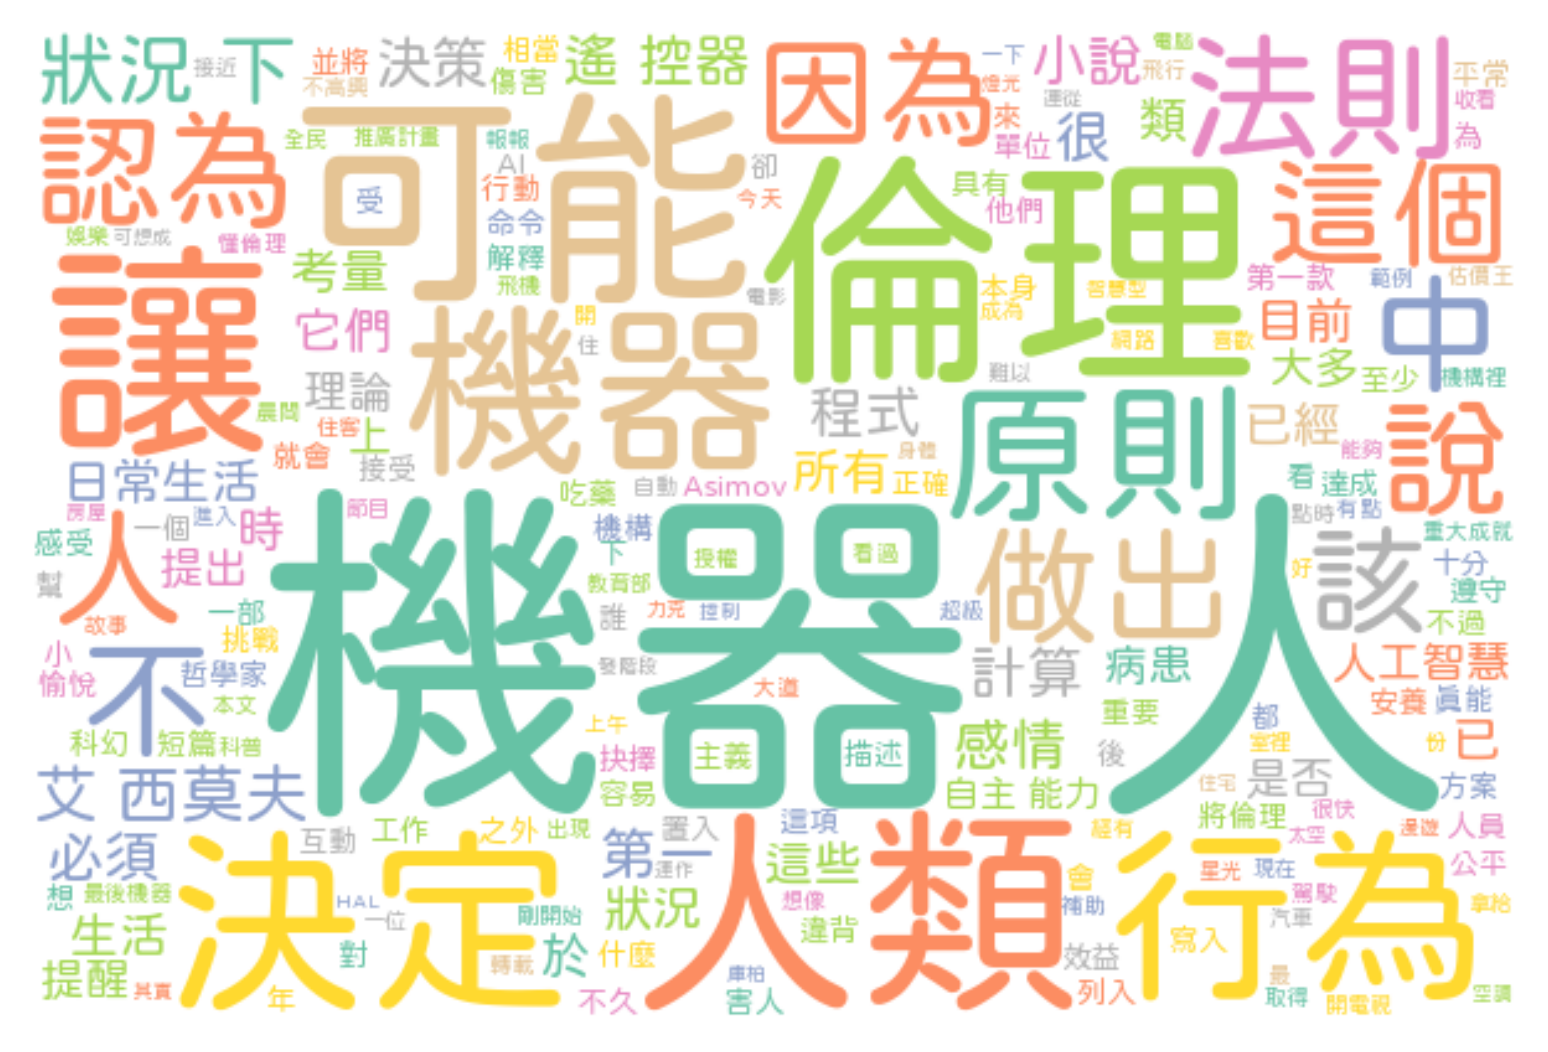 狀況下
接近
並將
不高興
決策
相當
傷害
遙控器
因為
一下
燈光
來
單位
小說
運從
很
電腦
飛行
類
法則
平常
收看
為
認為
全民
推廣計畫
報報
AI
行動
命令
解釋
飛機
可能
受
卻
今天
倫理
具有
他們
這個
娛樂
可想成
懂倫理
考量
讓
它們
機器
開
住
電影
本身
成為
智慧型
網路
喜歡
第一款
目前
範例
估價王
中
大多
至少
機構裡
理論
晨間
住客
上
就會
接受
難以
程式
原則
已經
能夠
說
日常生活
所有
身體
正確
吃藥
自動
Asimov
看
達成
房屋
一個
進入
時
節目
機器人
機構
下
教育部
授權
看過
做出
點時
有點
該
重大成就
十分
遵守
好
感受
幫
人
提出
故事
一部
挑戰
誰
力克
控制
超級
不過
小
愉悅
不
哲學家
本文
發階段
大道
計算
病患
人工智慧
安養
真能
科幻
短篇
科普
上午
抉擇
容易
主義
描述
感情
重要
後
都
室裡
份
已
艾西莫夫
自主能力
住宅
是否
方案
必須
互動
工作
之外
出現
第一
置入
運作
這項
將倫理
很快
太空
漫遊
人員
公平
決定
想
最後機器
生活
提醒
其實
HAL
一位
對
年
剛開始
轉載
於
狀況
什麼
不久
人類
這些
想像
違背
庫柏
害人
會
經有
補助
效益
列入
行為
星光
現在
駕駛
汽車
寫入
最
取得
開電視
拿給
空調